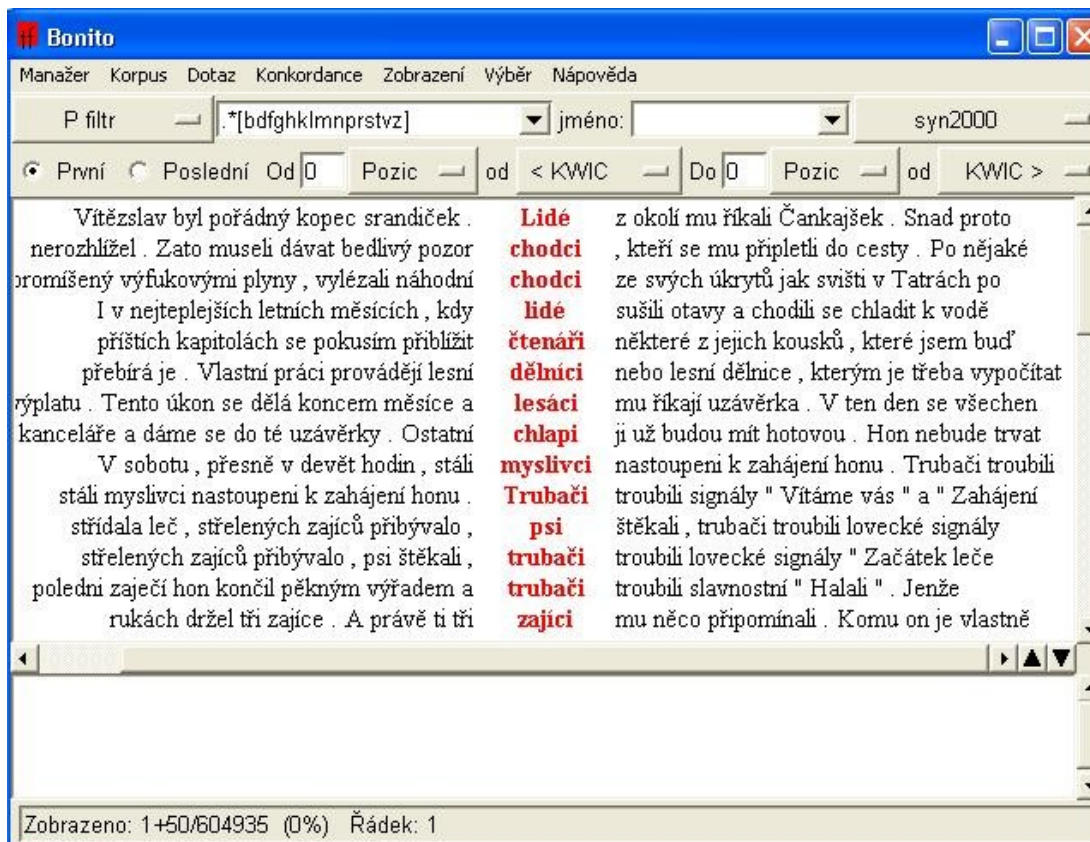 Bonito
Manažer Korpus Dotaz Konkordance Zobrazení Výběr Nápověda
P filtr .*[bdfghklmnprstvz] jméno: syn2000
První Poslední Od 0 Pozic od < KWIC Do 0 Pozic od KWIC >
Vítězslav byl pořádný kopec srandiček . Lidé z okolí mu říkali Čankajšek . Snad proto
nerozhlížel . Zato museli dávat bedlivý pozor chodci , kteří se mu připletli do cesty . Po nějaké
promíšený výfukovými plyny , vylézali náhodní chodci ze svých úkrytů jak svišti v Tatrách po
I v nejteplejších letních měsících , kdy lidé sušili otavy a chodili se chladit k vodě
příštích kapitolách se pokusím přiblížit čtenáři některé z jejich kousků , které jsem buď
přebírá je . Vlastní práci provádějí lesní dělníci nebo lesní dělnice , kterým je třeba vypočítat
výplatu . Tento úkon se dělá koncem měsíce a lesáci mu říkají uzávěrka . V ten den se všechen
kanceláře a dáme se do té uzávěrky . Ostatní chlapi ji už budou mít hotovou . Hon nebude trvat
V sobotu , přesně v devět hodin , stáli myslivci nastoupeni k zahájení honu . Trubači troubili
stáli myslivci nastoupeni k zahájení honu . Trubači troubili signály " Vítáme vás " a " Zahájení
střídala leč , střelených zajíců přibývalo , psi štěkali , trubači troubili lovecké signály
střelených zajíců přibývalo , psi štěkali , trubači troubili lovecké signály " Začátek leče
poledni zaječí hon končil pěkným výřadem a trubači troubili slavnostní " Halali " . Jenže
rukách držel tři zajíce . A právě ti tři zajíci mu něco připomínali . Komu on je vlastně
Zobrazeno: 1+50/604935 (0%) Řádek: 1